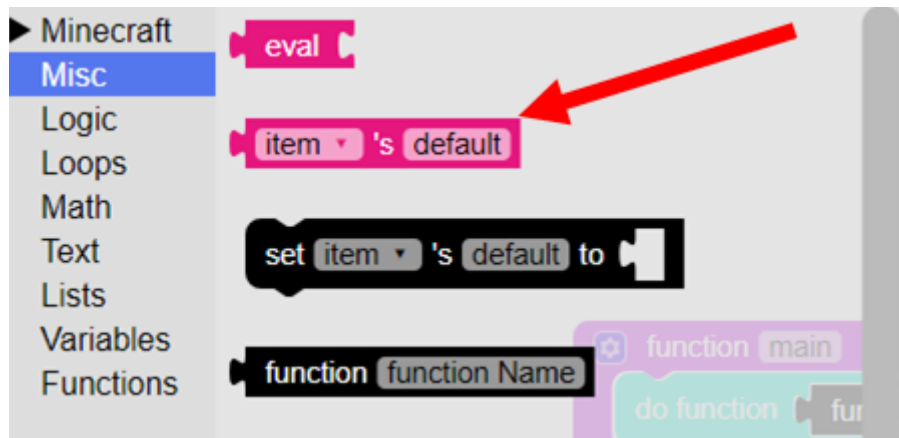 Minecraft
Misc
Logic
Loops
Math
Text
Lists
Variables
Functions
eval
item 's default
set item 's default to
function function Name
function main
do function fur